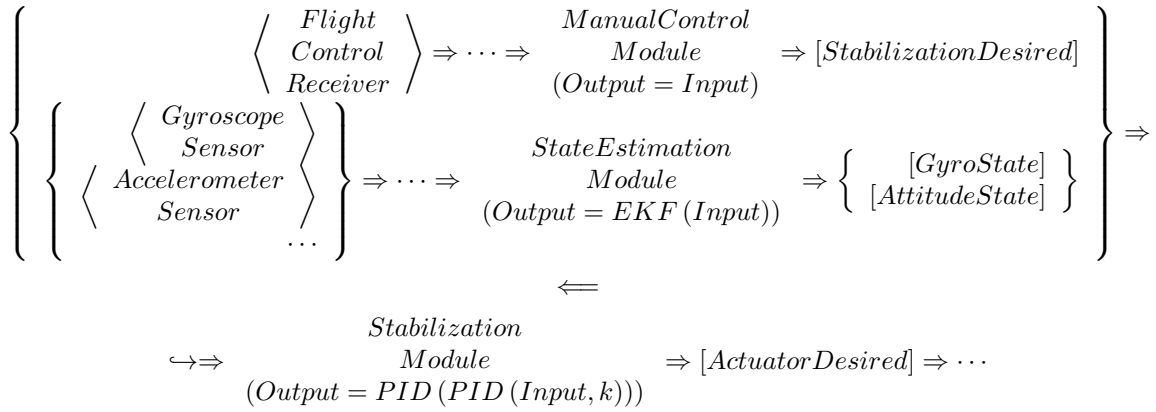 Flight
Control
Receiver
⇒ ··· ⇒
ManualControl
Module
(Output = Input)
⇒ [StabilizationDesired]
Gyroscope
Sensor
Accelerometer
Sensor
···
⇒ ··· ⇒
StateEstimation
Module
(Output = EKF (Input))
⇒
[GyroState]
[AttitudeState]
⇒
⟸
↪⇒
Stabilization
Module
(Output = PID (PID (Input, k)))
⇒ [ActuatorDesired] ⇒ ···